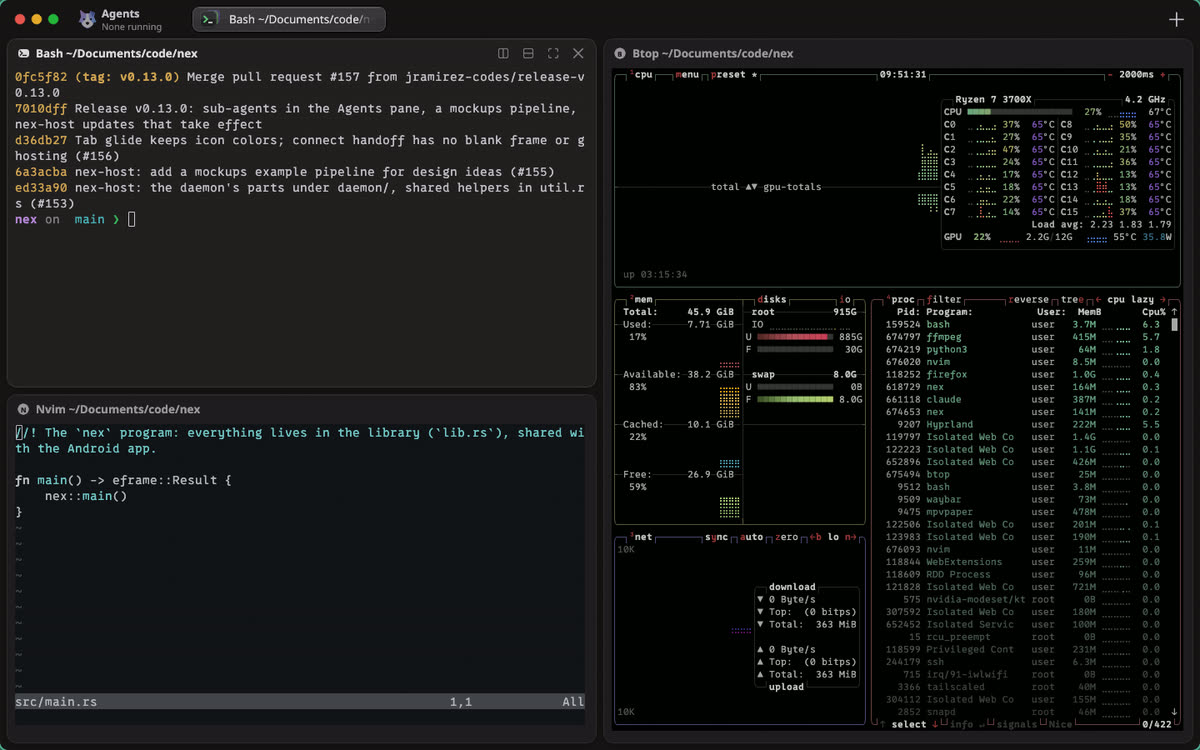 Agents
None running
Bash ~/Documents/code/n
Bash ~/Documents/code/nex
0fc5f82 (tag: v0.13.0) Merge pull request #157 from jramirez-codes/release-v
0.13.0
7010dff Release v0.13.0: sub-agents in the Agents pane, a mockups pipeline,
nex-host updates that take effect
d36db27 Tab glide keeps icon colors; connect handoff has no blank frame or g
hosting (#156)
6a3acba nex-host: add a mockups example pipeline for design ideas (#155)
ed33a90 nex-host: the daemon's parts under daemon/, shared helpers in util.r
s (#153)
nex on main ❯
Nvim ~/Documents/code/nex
//! The `nex` program: everything lives in the library (`lib.rs`), shared wi
th the Android app.
fn main() -> eframe::Result {
    nex::main()
}
~
~
~
~
~
~
~
~
~
~
~
src/main.rs 1,1 All
Btop ~/Documents/code/nex
¹cpu menu preset * 09:51:31 - 2000ms +
Ryzen 7 3700X 4.2 GHz
CPU 27% 67°C
C0 37% 65°C C8 50% 65°C
C1 27% 65°C C9 35% 65°C
C2 47% 65°C C10 21% 65°C
C3 24% 65°C C11 36% 65°C
C4 17% 65°C C12 13% 65°C
C5 18% 65°C C13 13% 65°C
C6 22% 65°C C14 18% 65°C
C7 14% 65°C C15 37% 65°C
Load avg: 2.23 1.83 1.79
GPU 22% 2.2G/12G 55°C 35.8W
total ▲▼ gpu-totals
up 03:15:34
²mem disks io
Total: 45.9 GiB root 915G
Used: 7.71 GiB IO
17% U 885G
F 30G
Available: 38.2 GiB swap 8.0G
83% U 0B
F 8.0G
Cached: 10.1 GiB
22%
Free: 26.9 GiB
59%
³net sync auto zero ←b lo n→
10K
download
▼ 0 Byte/s
▼ Top: (0 bitps)
▼ Total: 363 MiB
▲ 0 Byte/s
▲ Top: (0 bitps)
▲ Total: 363 MiB
upload
10K
⁴proc filter reverse tree ← cpu lazy →
Pid: Program: User: MemB Cpu% ↑
159524 bash user 3.7M 6.3
674797 ffmpeg user 415M 5.7
674219 python3 user 64M 1.8
676020 nvim user 8.5M 0.0
118252 firefox user 1.0G 0.4
618729 nex user 164M 0.3
661118 claude user 387M 0.2
674653 nex user 141M 0.2
9207 Hyprland user 222M 5.5
119797 Isolated Web Co user 1.4G 0.0
122223 Isolated Web Co user 1.1G 0.1
652896 Isolated Web Co user 426M 0.0
675494 btop user 25M 0.0
9512 bash user 3.8M 0.0
9509 waybar user 73M 0.0
9475 mpvpaper user 478M 0.0
122506 Isolated Web Co user 201M 0.1
123983 Isolated Web Co user 190M 0.1
676093 nvim user 11M 0.0
118844 WebExtensions user 259M 0.0
118609 RDD Process user 96M 0.0
121828 Isolated Web Co user 721M 0.0
575 nvidia-modeset/kt root 0B 0.0
307592 Isolated Web Co user 180M 0.0
652452 Isolated Servic user 100M 0.0
15 rcu_preempt root 0B 0.0
118599 Privileged Cont user 231M 0.0
244179 ssh user 6.3M 0.0
715 irq/91-iwlwifi root 0B 0.0
3366 tailscaled root 40M 0.0
304112 Isolated Web Co user 155M 0.0
2852 snapd root 46M 0.0 ↓
↑ select ↓ info ↵ signals Nice 0/422